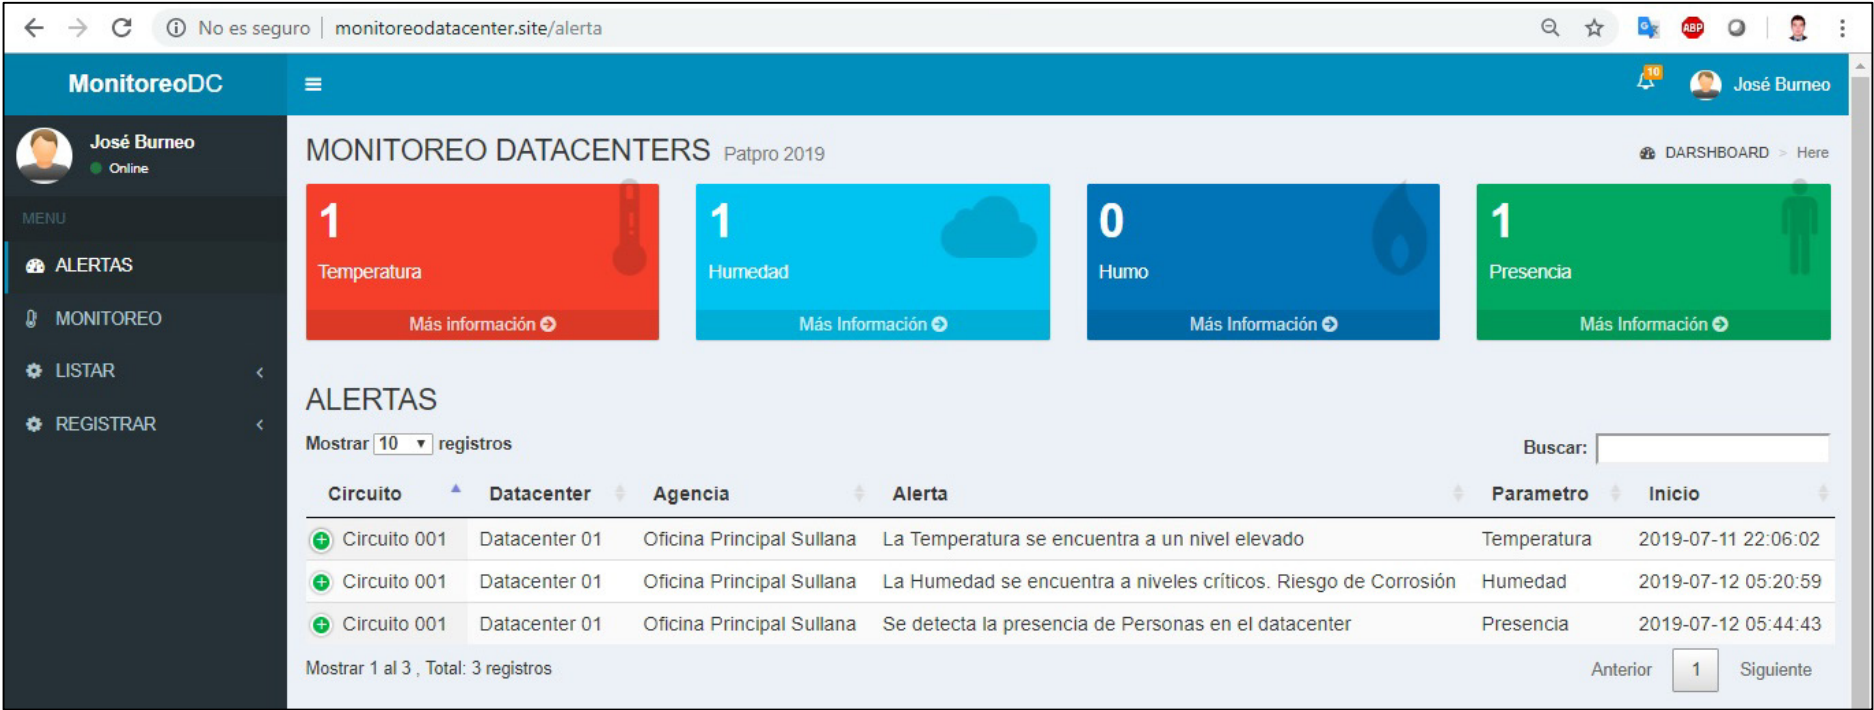 No es seguro | monitoreodatacenter.site/alerta
ABP
MonitoreoDC
10
José Burneo
José Burneo
Online
MENU
ALERTAS
MONITOREO
LISTAR
REGISTRAR
MONITOREO DATACENTERS Patpro 2019
DARSHBOARD > Here
1
Temperatura
Más información
1
Humedad
Más Información
0
Humo
Más Información
1
Presencia
Más Información
ALERTAS
Mostrar 10 registros
Buscar:
Circuito Datacenter Agencia Alerta Parametro Inicio
Circuito 001 Datacenter 01 Oficina Principal Sullana La Temperatura se encuentra a un nivel elevado Temperatura 2019-07-11 22:06:02
Circuito 001 Datacenter 01 Oficina Principal Sullana La Humedad se encuentra a niveles críticos. Riesgo de Corrosión Humedad 2019-07-12 05:20:59
Circuito 001 Datacenter 01 Oficina Principal Sullana Se detecta la presencia de Personas en el datacenter Presencia 2019-07-12 05:44:43
Mostrar 1 al 3 , Total: 3 registros
Anterior 1 Siguiente